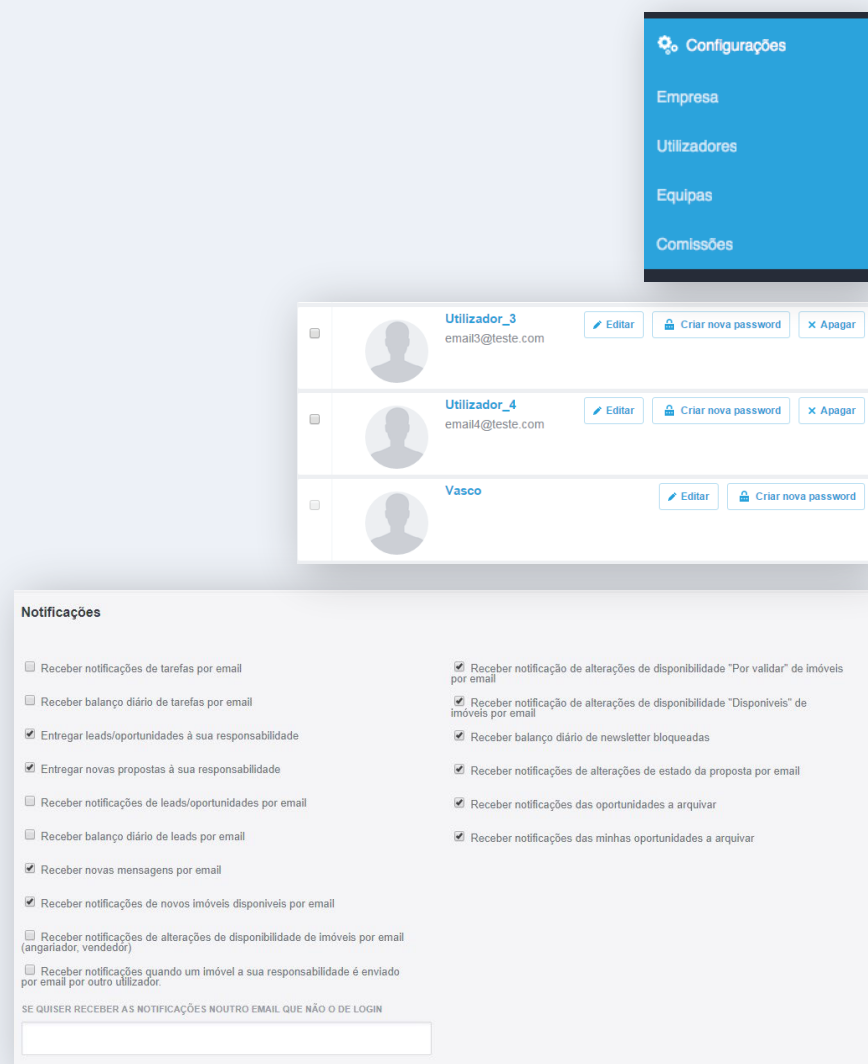 Configurações
Empresa
Utilizadores
Equipas
Comissões
Utilizador_3
email3@teste.com
Editar
Criar nova password
Apagar
Utilizador_4
email4@teste.com
Editar
Criar nova password
Apagar
Vasco
Editar
Criar nova password
Notificações
Receber notificações de tarefas por email
Receber balanço diário de tarefas por email
Entregar leads/oportunidades à sua responsabilidade
Entregar novas propostas à sua responsabilidade
Receber notificações de leads/oportunidades por email
Receber balanço diário de leads por email
Receber novas mensagens por email
Receber notificações de novos imóveis disponiveis por email
Receber notificações de alterações de disponibilidade de imóveis por email
(angariador, vendedor)
Receber notificações quando um imóvel a sua responsabilidade é enviado
por email por outro utilizador.
SE QUISER RECEBER AS NOTIFICAÇÕES NOUTRO EMAIL QUE NÃO O DE LOGIN
Receber notificação de alterações de disponibilidade "Por validar" de imóveis
por email
Receber notificação de alterações de disponibilidade "Disponiveis" de
imóveis por email
Receber balanço diário de newsletter bloqueadas
Receber notificações de alterações de estado da proposta por email
Receber notificações das oportunidades a arquivar
Receber notificações das minhas oportunidades a arquivar